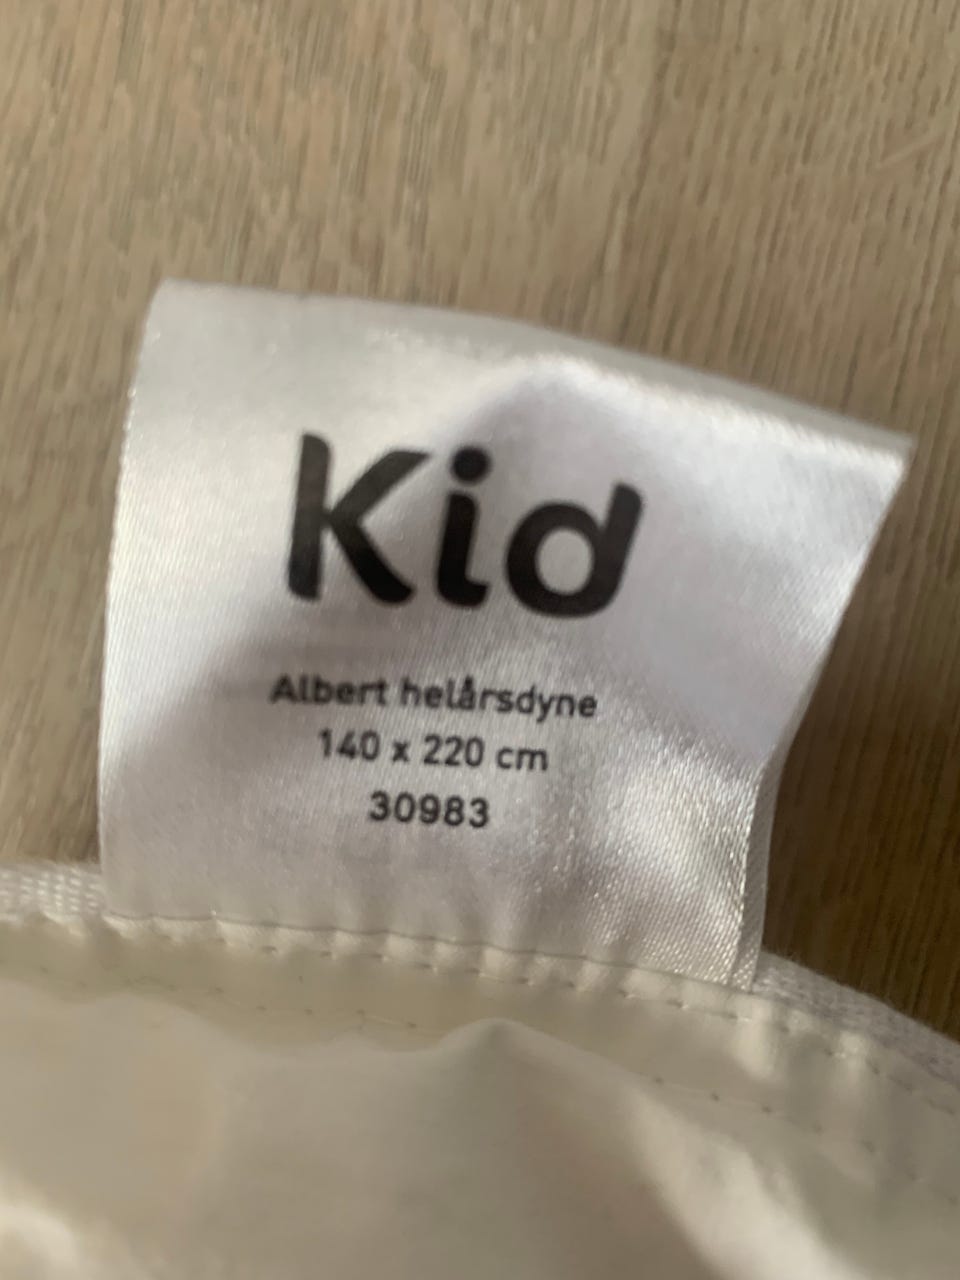 Kid
Albert helårsdyne
140 x 220 cm
30983